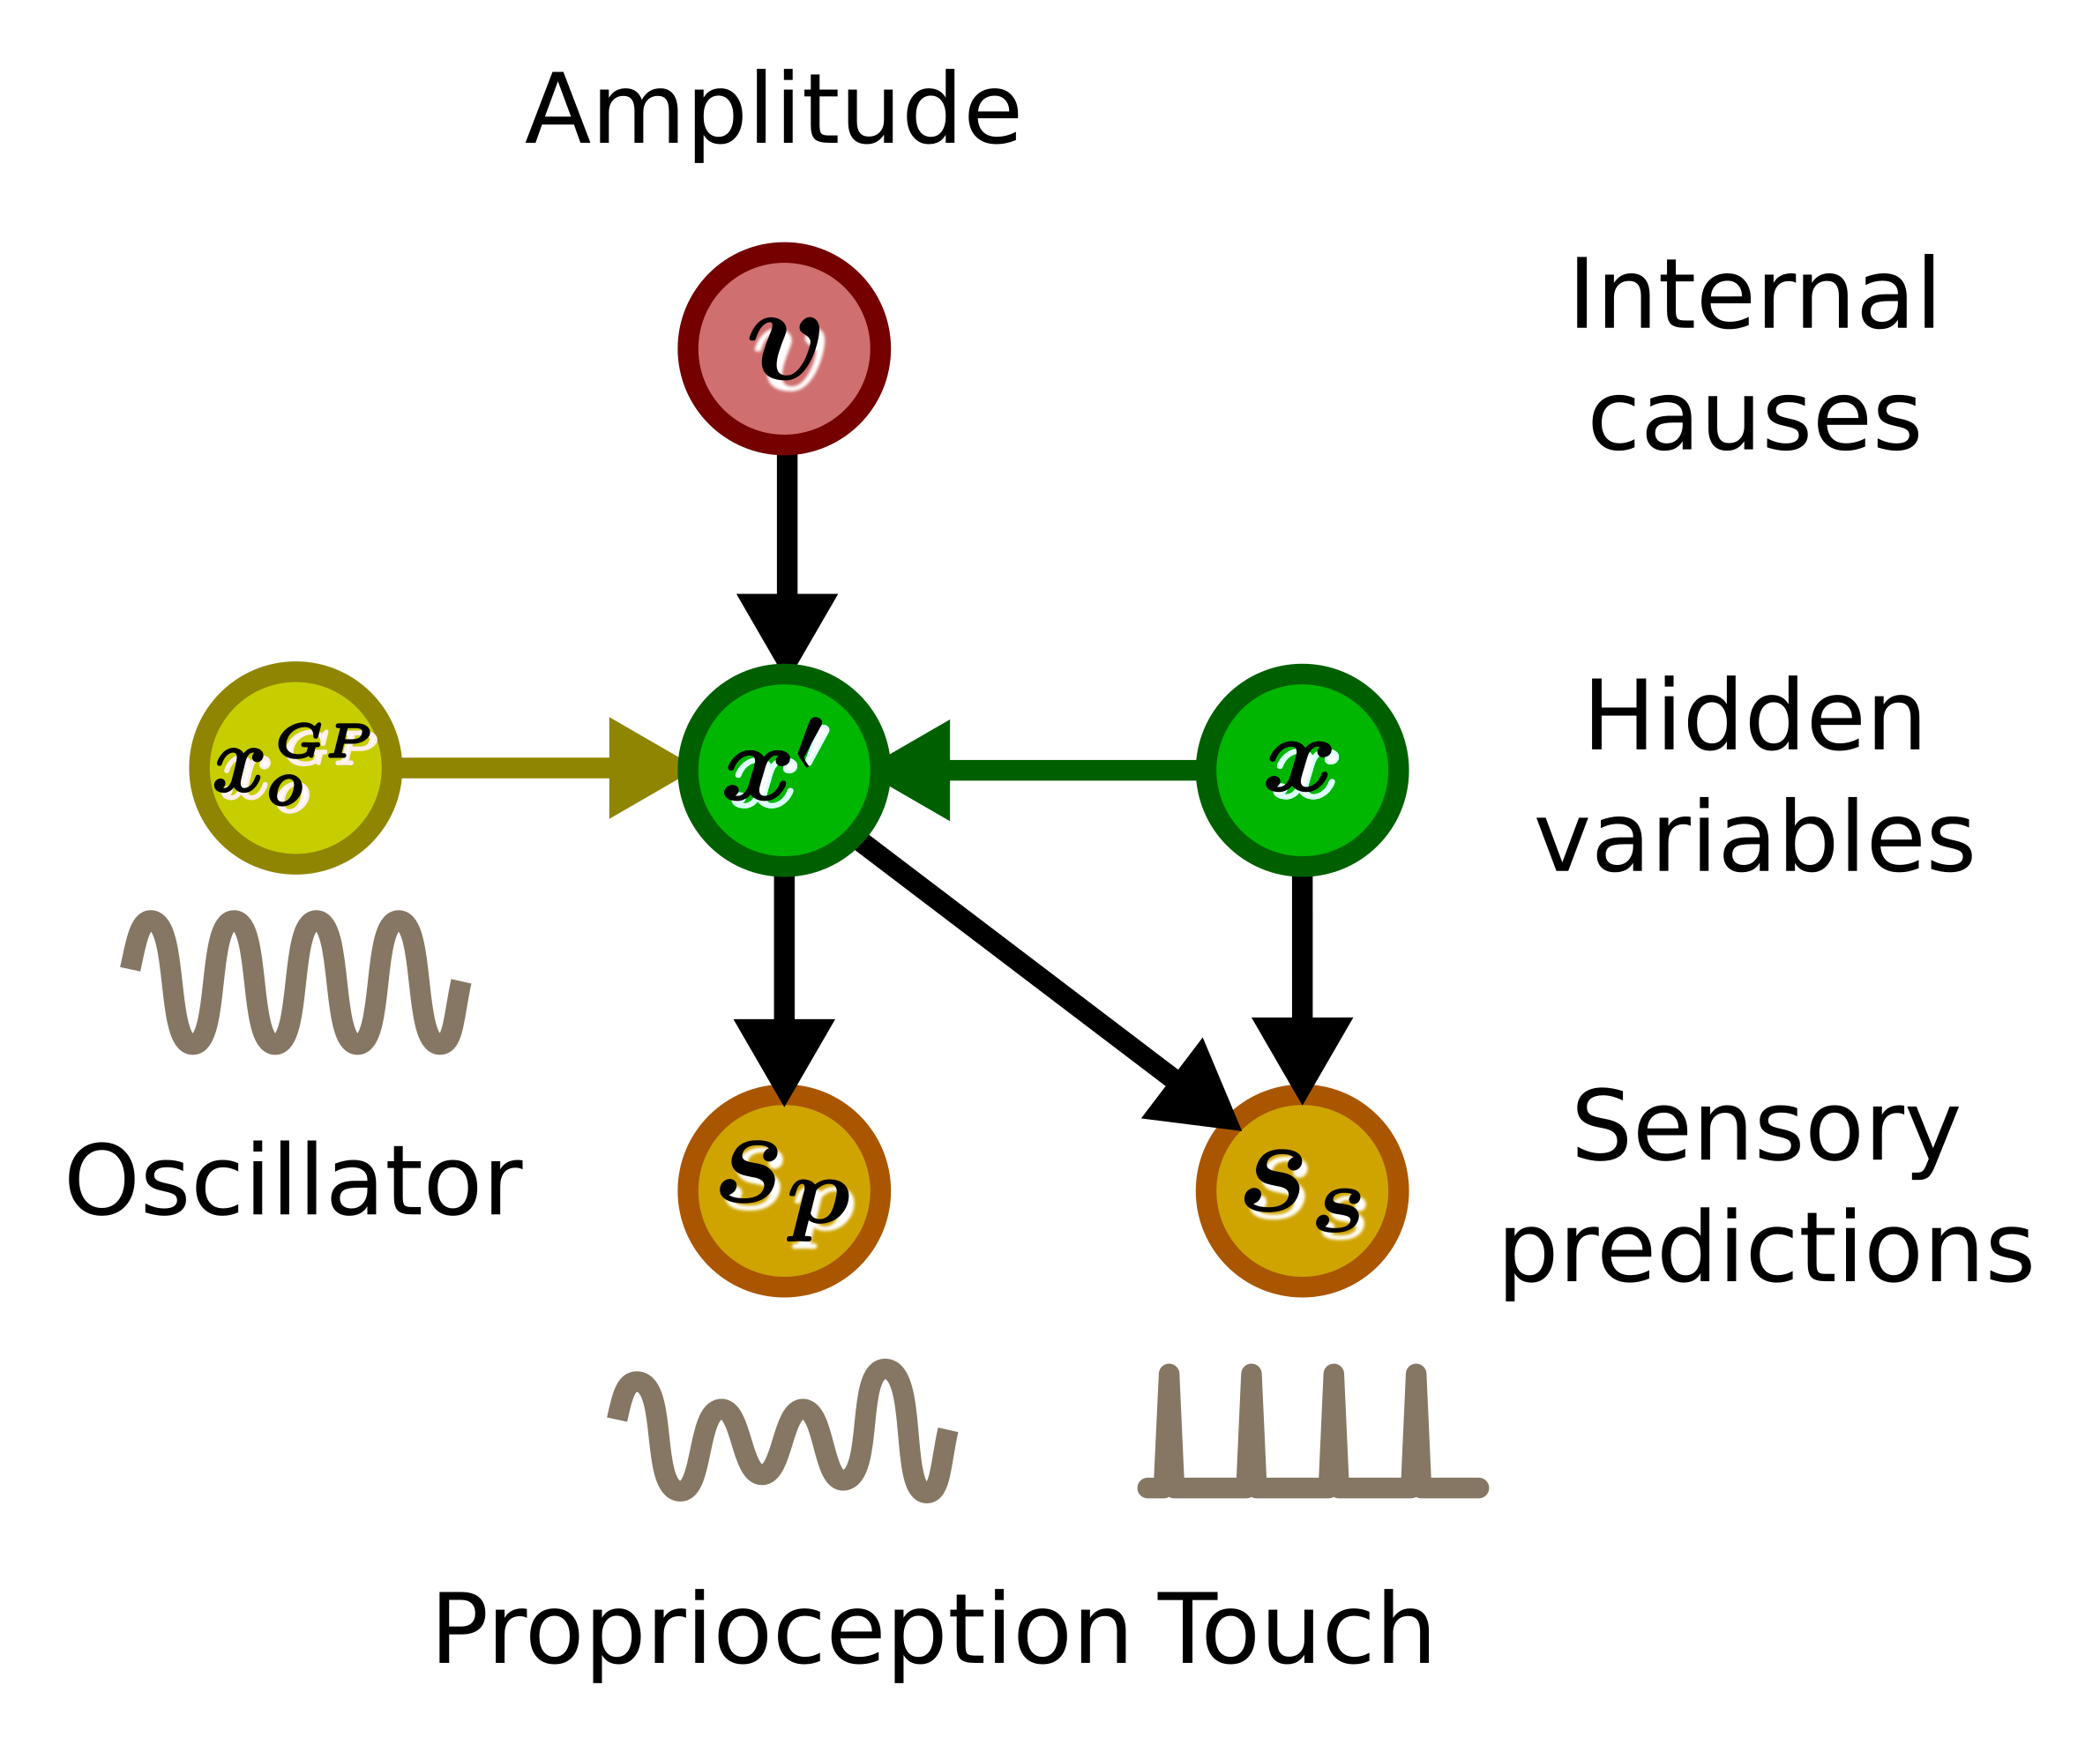 Amplitude
v
Internal
causes
x_o^{GP}
x'
x
Hidden
variables
Oscillator
s_p
s_s
Sensory
predictions
Proprioception Touch